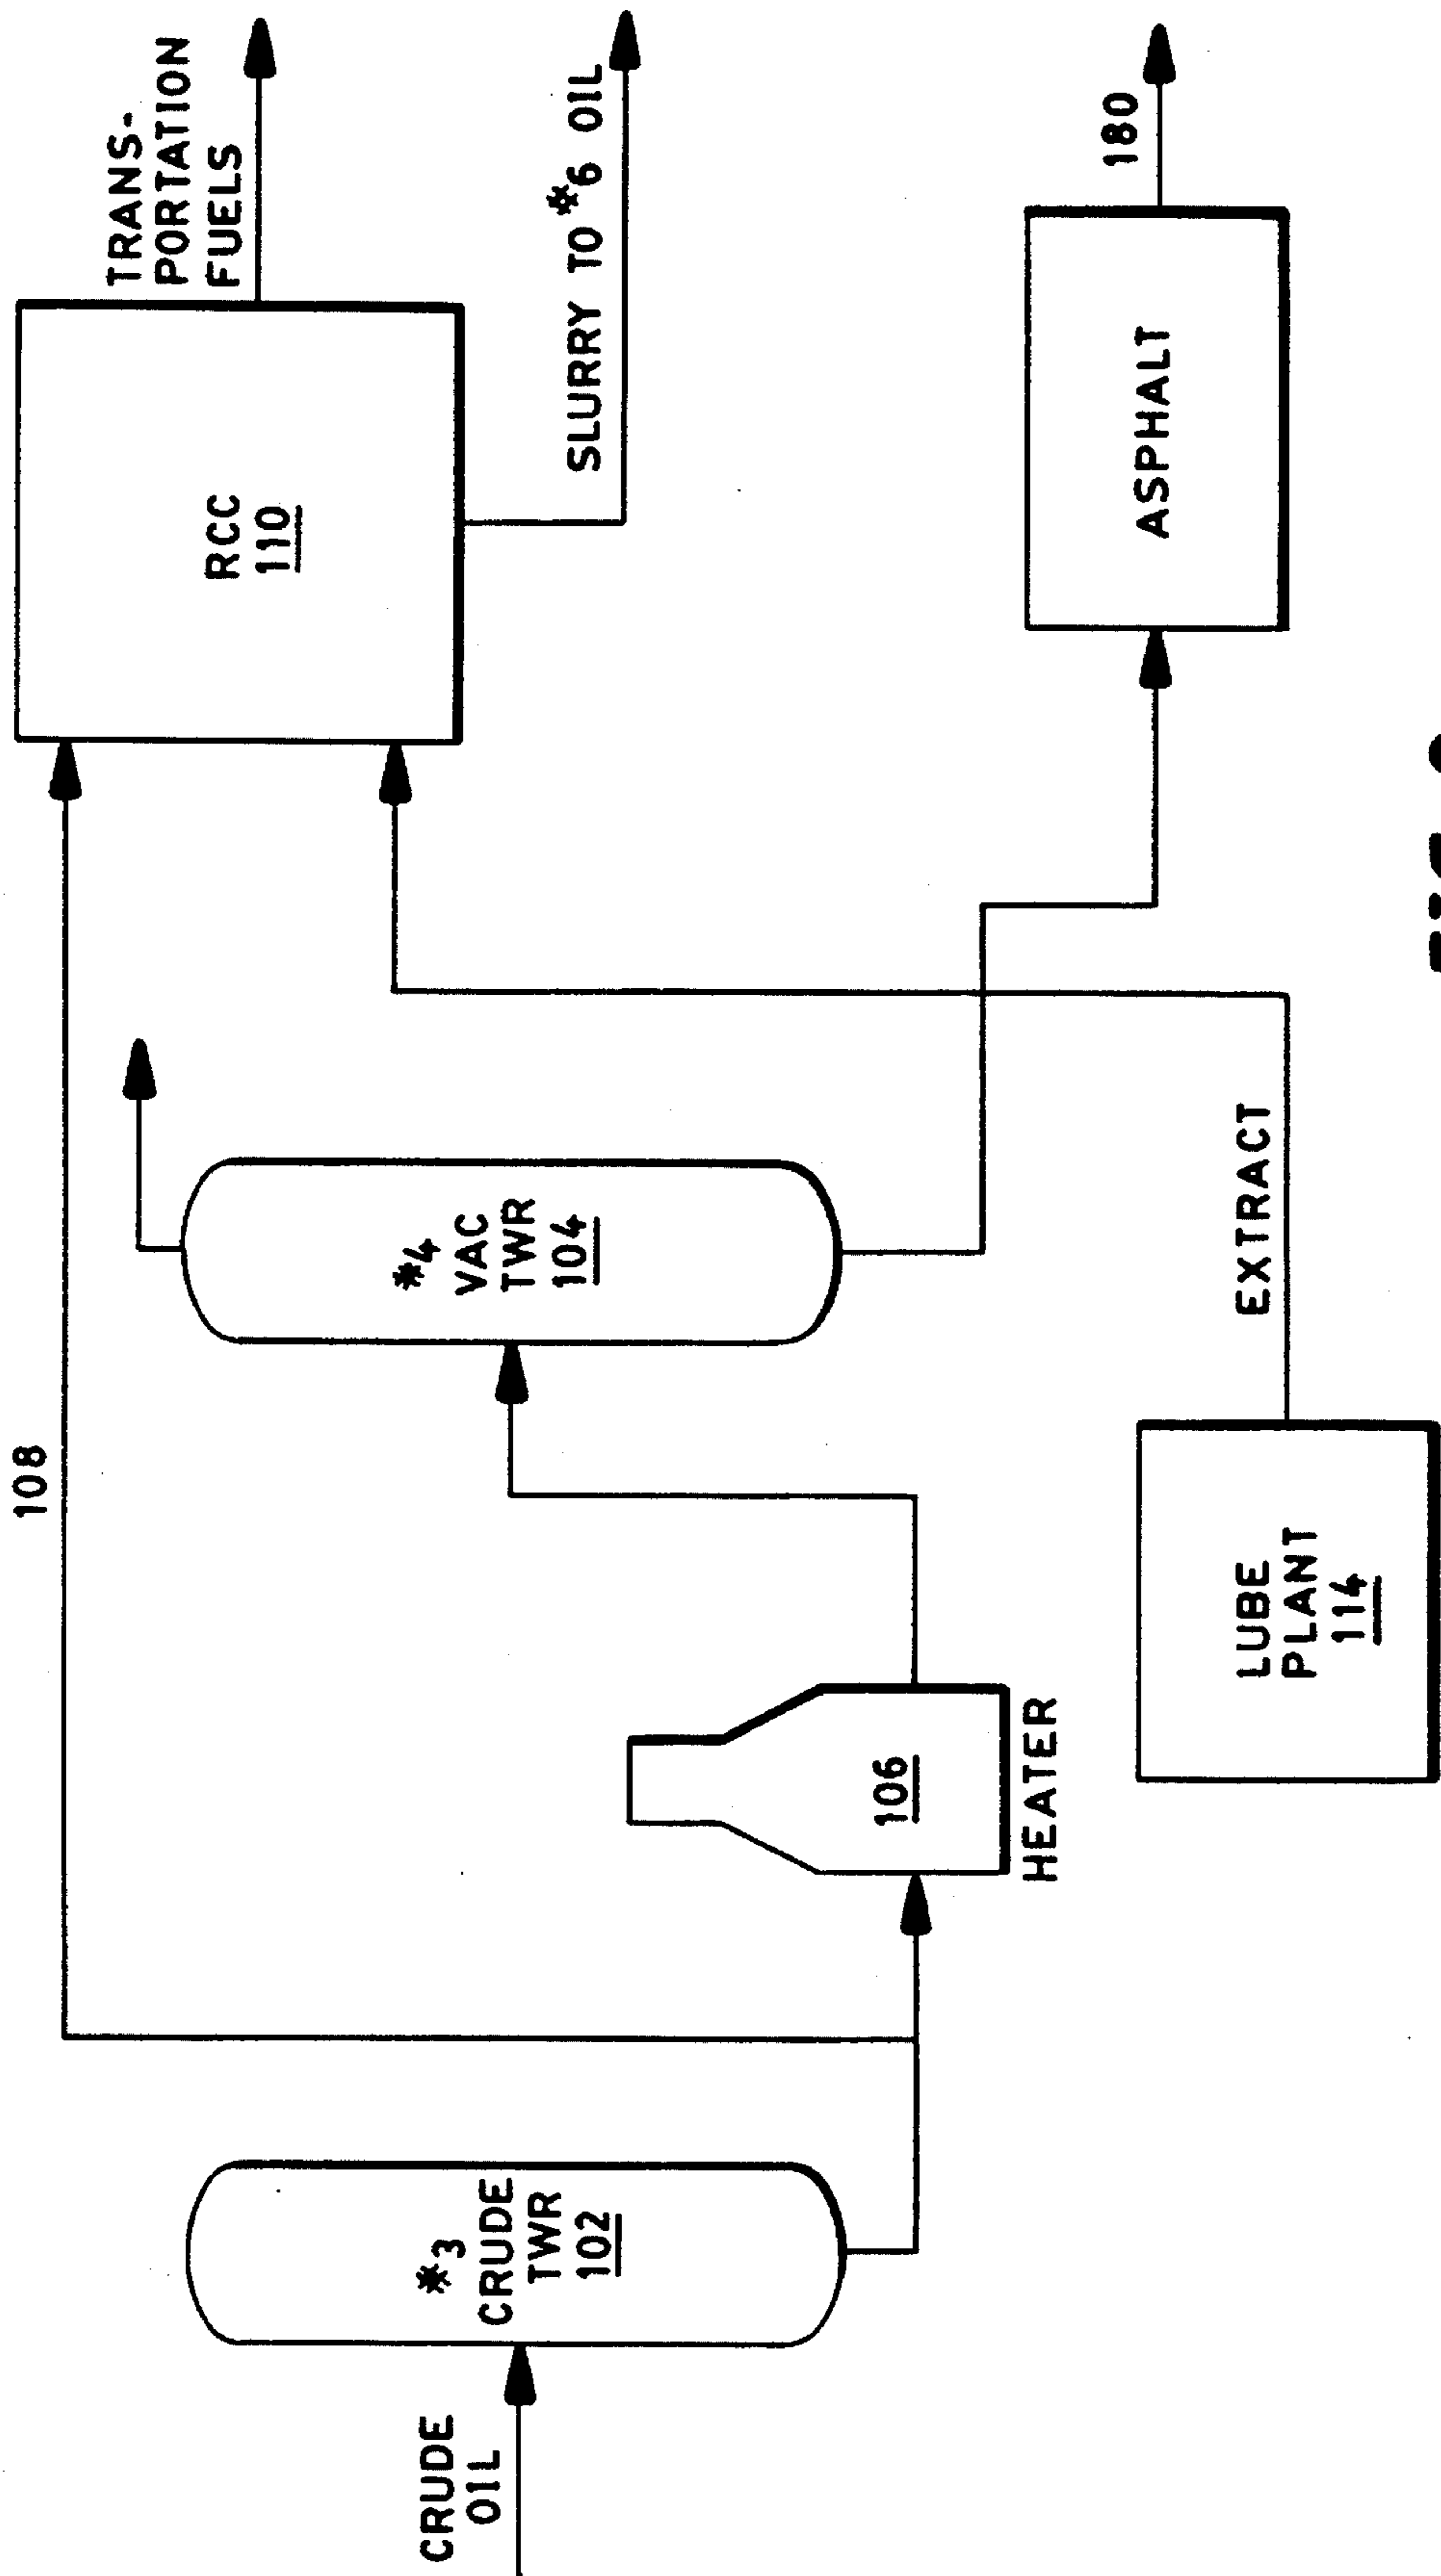 108
TRANS-
PORTATION
FUELS
RCC
110
SLURRY TO #6 OIL
#4
VAC
TWR
104
#3
CRUDE
TWR
102
CRUDE
OIL
106
HEATER
EXTRACT
LUBE
PLANT
114
ASPHALT
180